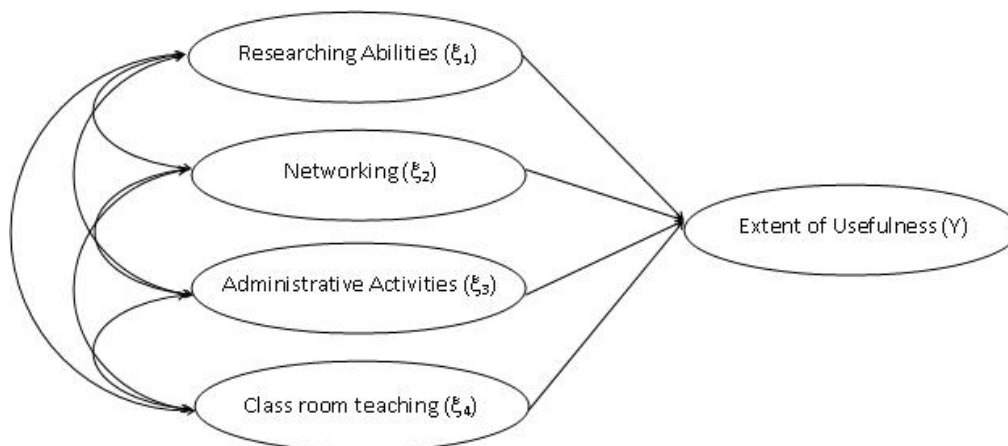 Researching Abilities (ξ₁)
Networking (ξ₂)
Extent of Usefulness (Y)
Administrative Activities (ξ₃)
Class room teaching (ξ₄)